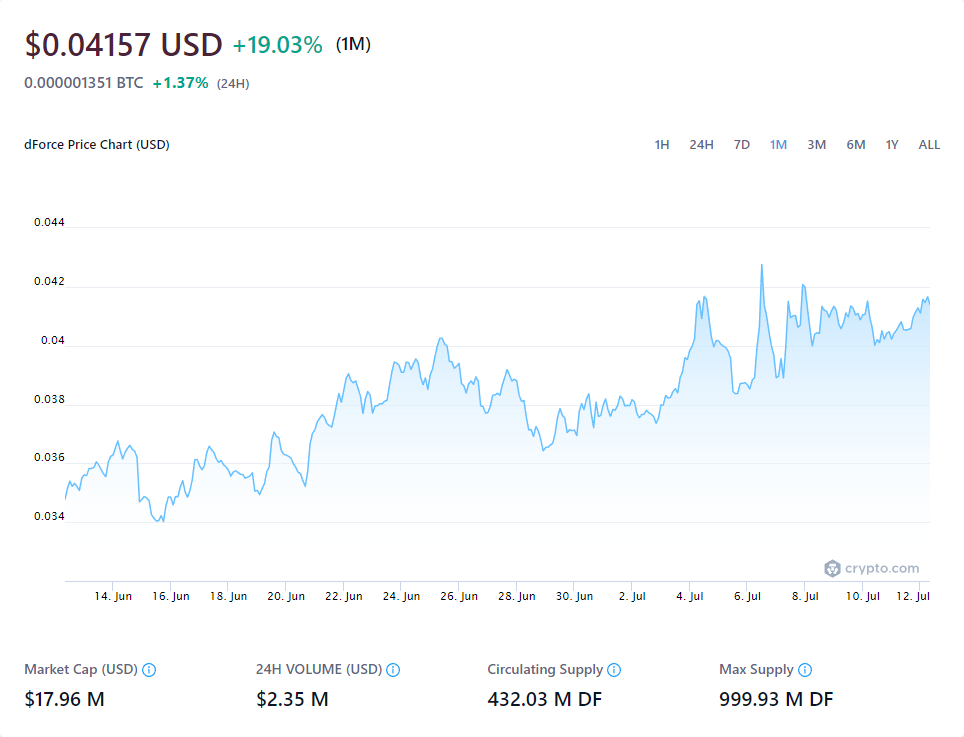 $0.04157 USD +19.03% (1M)
0.000001351 BTC +1.37% (24H)
dForce Price Chart (USD) 1H 24H 7D 1M 3M 6M 1Y ALL
0.044
0.042
0.04
0.038
0.036
0.034
crypto.com
14. Jun 16. Jun 18. Jun 20. Jun 22. Jun 24. Jun 26. Jun 28. Jun 30. Jun 2. Jul 4. Jul 6. Jul 8. Jul 10. Jul 12. Jul
Market Cap (USD) 24H VOLUME (USD) Circulating Supply Max Supply
$17.96 M $2.35 M 432.03 M DF 999.93 M DF